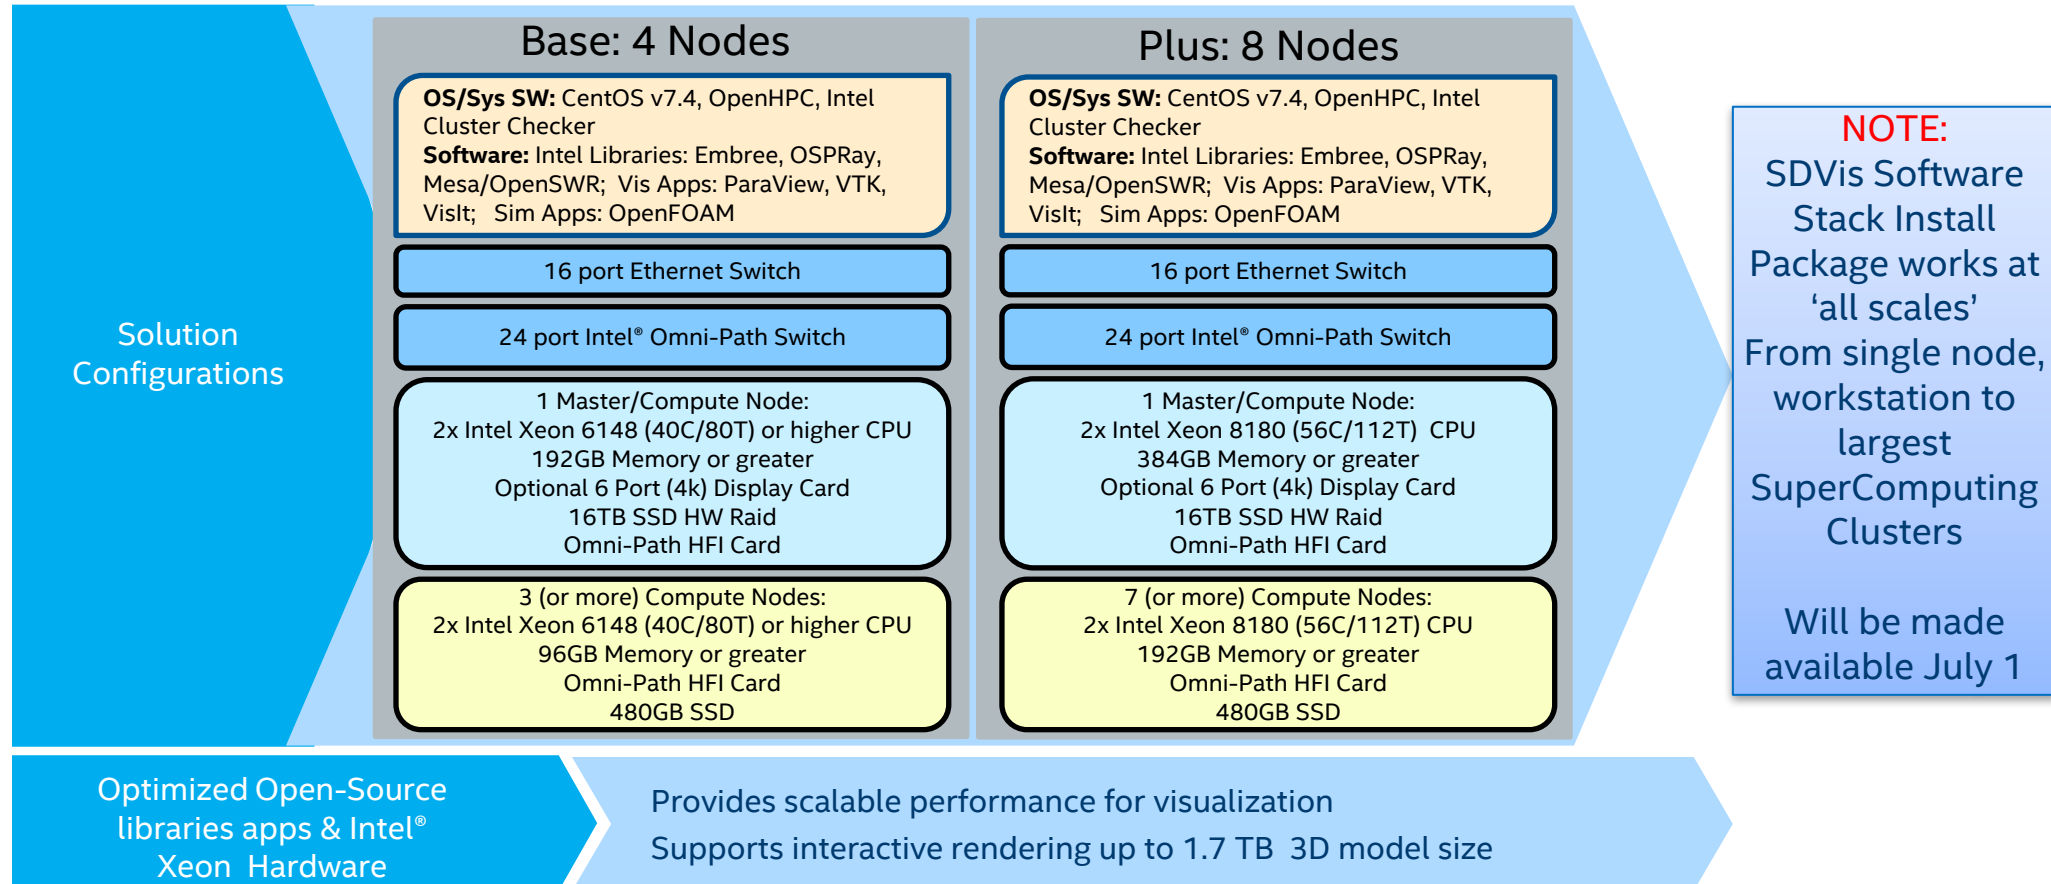 Solution
Configurations
Base: 4 Nodes
OS/Sys SW: CentOS v7.4, OpenHPC, Intel
Cluster Checker
Software: Intel Libraries: Embree, OSPRay,
Mesa/OpenSWR;  Vis Apps: ParaView, VTK,
VisIt;   Sim Apps: OpenFOAM
16 port Ethernet Switch
24 port Intel® Omni-Path Switch
1 Master/Compute Node:
2x Intel Xeon 6148 (40C/80T) or higher CPU
192GB Memory or greater
Optional 6 Port (4k) Display Card
16TB SSD HW Raid
Omni-Path HFI Card
3 (or more) Compute Nodes:
2x Intel Xeon 6148 (40C/80T) or higher CPU
96GB Memory or greater
Omni-Path HFI Card
480GB SSD
Plus: 8 Nodes
OS/Sys SW: CentOS v7.4, OpenHPC, Intel
Cluster Checker
Software: Intel Libraries: Embree, OSPRay,
Mesa/OpenSWR;  Vis Apps: ParaView, VTK,
VisIt;   Sim Apps: OpenFOAM
16 port Ethernet Switch
24 port Intel® Omni-Path Switch
1 Master/Compute Node:
2x Intel Xeon 8180 (56C/112T)  CPU
384GB Memory or greater
Optional 6 Port (4k) Display Card
16TB SSD HW Raid
Omni-Path HFI Card
7 (or more) Compute Nodes:
2x Intel Xeon 8180 (56C/112T) CPU
192GB Memory or greater
Omni-Path HFI Card
480GB SSD
NOTE:
SDVis Software
Stack Install
Package works at
‘all scales’
From single node,
workstation to
largest
SuperComputing
Clusters
Will be made
available July 1
Optimized Open-Source
libraries apps & Intel®
Xeon  Hardware
Provides scalable performance for visualization
Supports interactive rendering up to 1.7 TB  3D model size